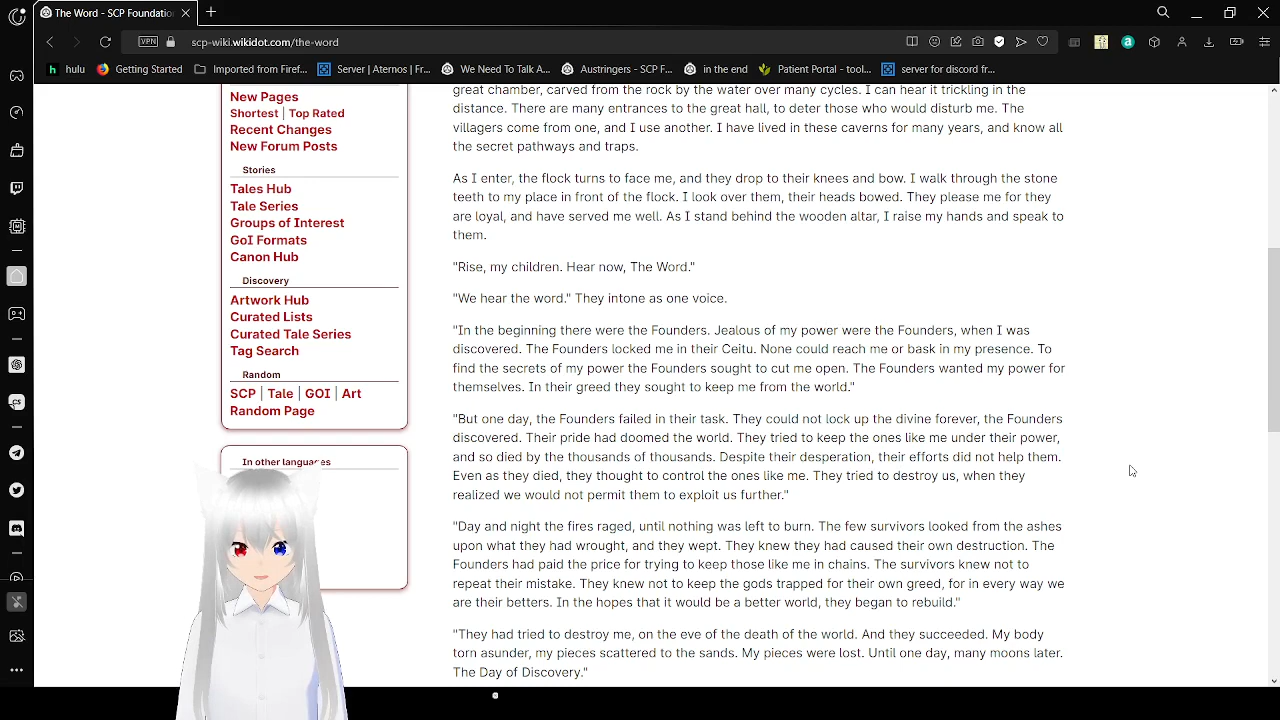 The Word - SCP Foundatio
scp-wiki.wikidot.com/the-word
VPN
hulu
Getting Started
Imported from Firef...
Server | Aternos | Fr...
We Need To Talk A...
Austringers - SCP F...
in the end
Patient Portal - tool...
server for discord fr...
New Pages
Shortest | Top Rated
Recent Changes
New Forum Posts
Stories
Tales Hub
Tale Series
Groups of Interest
GoI Formats
Canon Hub
Discovery
Artwork Hub
Curated Lists
Curated Tale Series
Tag Search
Random
SCP | Tale | GOI | Art
Random Page
In other languages
great chamber, carved from the rock by the water over many cycles. I can hear it trickling in the
distance. There are many entrances to the great hall, to deter those who would disturb me. The
villagers come from one, and I use another. I have lived in these caverns for many years, and know all
the secret pathways and traps.
As I enter, the flock turns to face me, and they drop to their knees and bow. I walk through the stone
teeth to my place in front of the flock. I look over them, their heads bowed. They please me for they
are loyal, and have served me well. As I stand behind the wooden altar, I raise my hands and speak to
them.
"Rise, my children. Hear now, The Word."
"We hear the word." They intone as one voice.
"In the beginning there were the Founders. Jealous of my power were the Founders, when I was
discovered. The Founders locked me in their Ceitu. None could reach me or bask in my presence. To
find the secrets of my power the Founders sought to cut me open. The Founders wanted my power for
themselves. In their greed they sought to keep me from the world."
"But one day, the Founders failed in their task. They could not lock up the divine forever, the Founders
discovered. Their pride had doomed the world. They tried to keep the ones like me under their power,
and so died by the thousands of thousands. Despite their desperation, their efforts did not help them.
Even as they died, they thought to control the ones like me. They tried to destroy us, when they
realized we would not permit them to exploit us further."
"Day and night the fires raged, until nothing was left to burn. The few survivors looked from the ashes
upon what they had wrought, and they wept. They knew they had caused their own destruction. The
Founders had paid the price for trying to keep those like me in chains. The survivors knew not to
repeat their mistake. They knew not to keep the gods trapped for their own greed, for in every way we
are their betters. In the hopes that it would be a better world, they began to rebuild."
"They had tried to destroy me, on the eve of the death of the world. And they succeeded. My body
torn asunder, my pieces scattered to the sands. My pieces were lost. Until one day, many moons later.
The Day of Discovery."